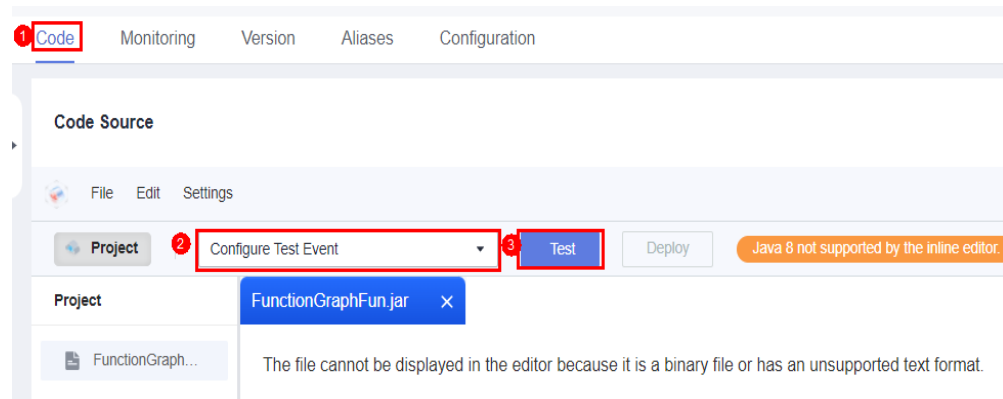 1 Code Monitoring Version Aliases Configuration
Code Source
File Edit Settings
Project 2 Configure Test Event 3 Test Deploy Java 8 not supported by the inline editor.
Project FunctionGraphFun.jar ×
FunctionGraph... The file cannot be displayed in the editor because it is a binary file or has an unsupported text format.